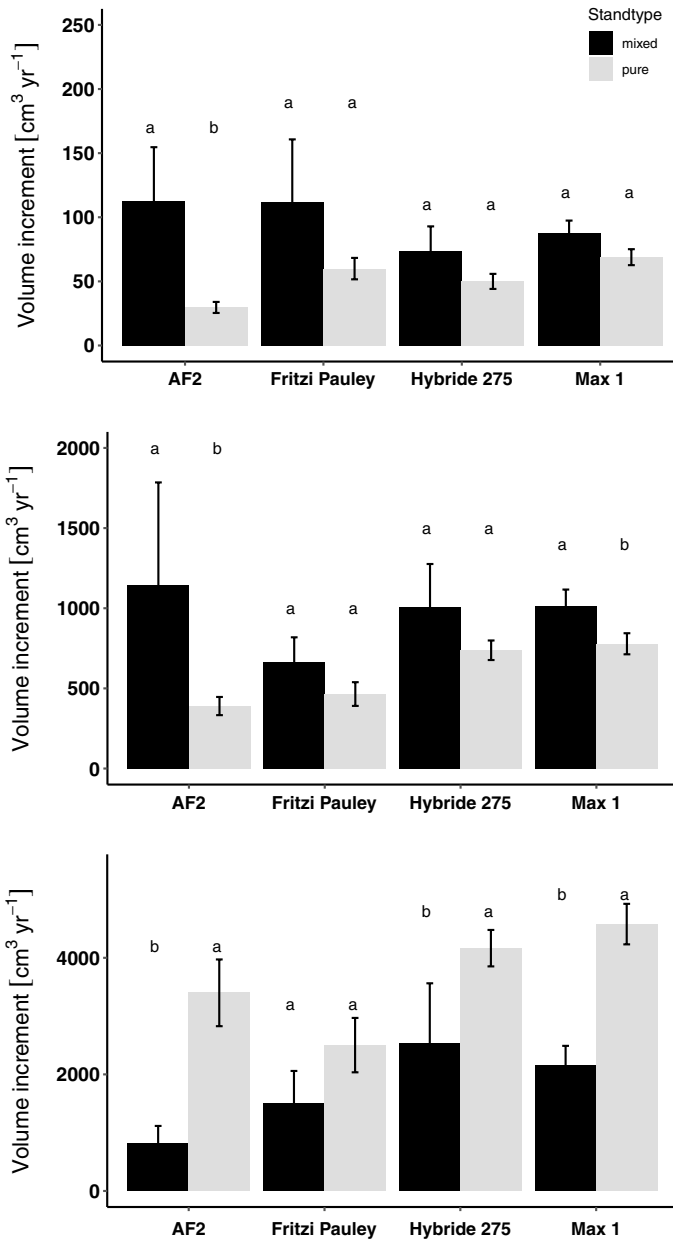 Standtype
mixed
pure
Volume increment [cm³ yr⁻¹]
250
200
150
100
50
0
a b a a a a a a
AF2 Fritzi Pauley Hybride 275 Max 1
Volume increment [cm³ yr⁻¹]
2000
1500
1000
500
0
a b a a a a a b
AF2 Fritzi Pauley Hybride 275 Max 1
Volume increment [cm³ yr⁻¹]
4000
2000
0
b a a a b a b a
AF2 Fritzi Pauley Hybride 275 Max 1